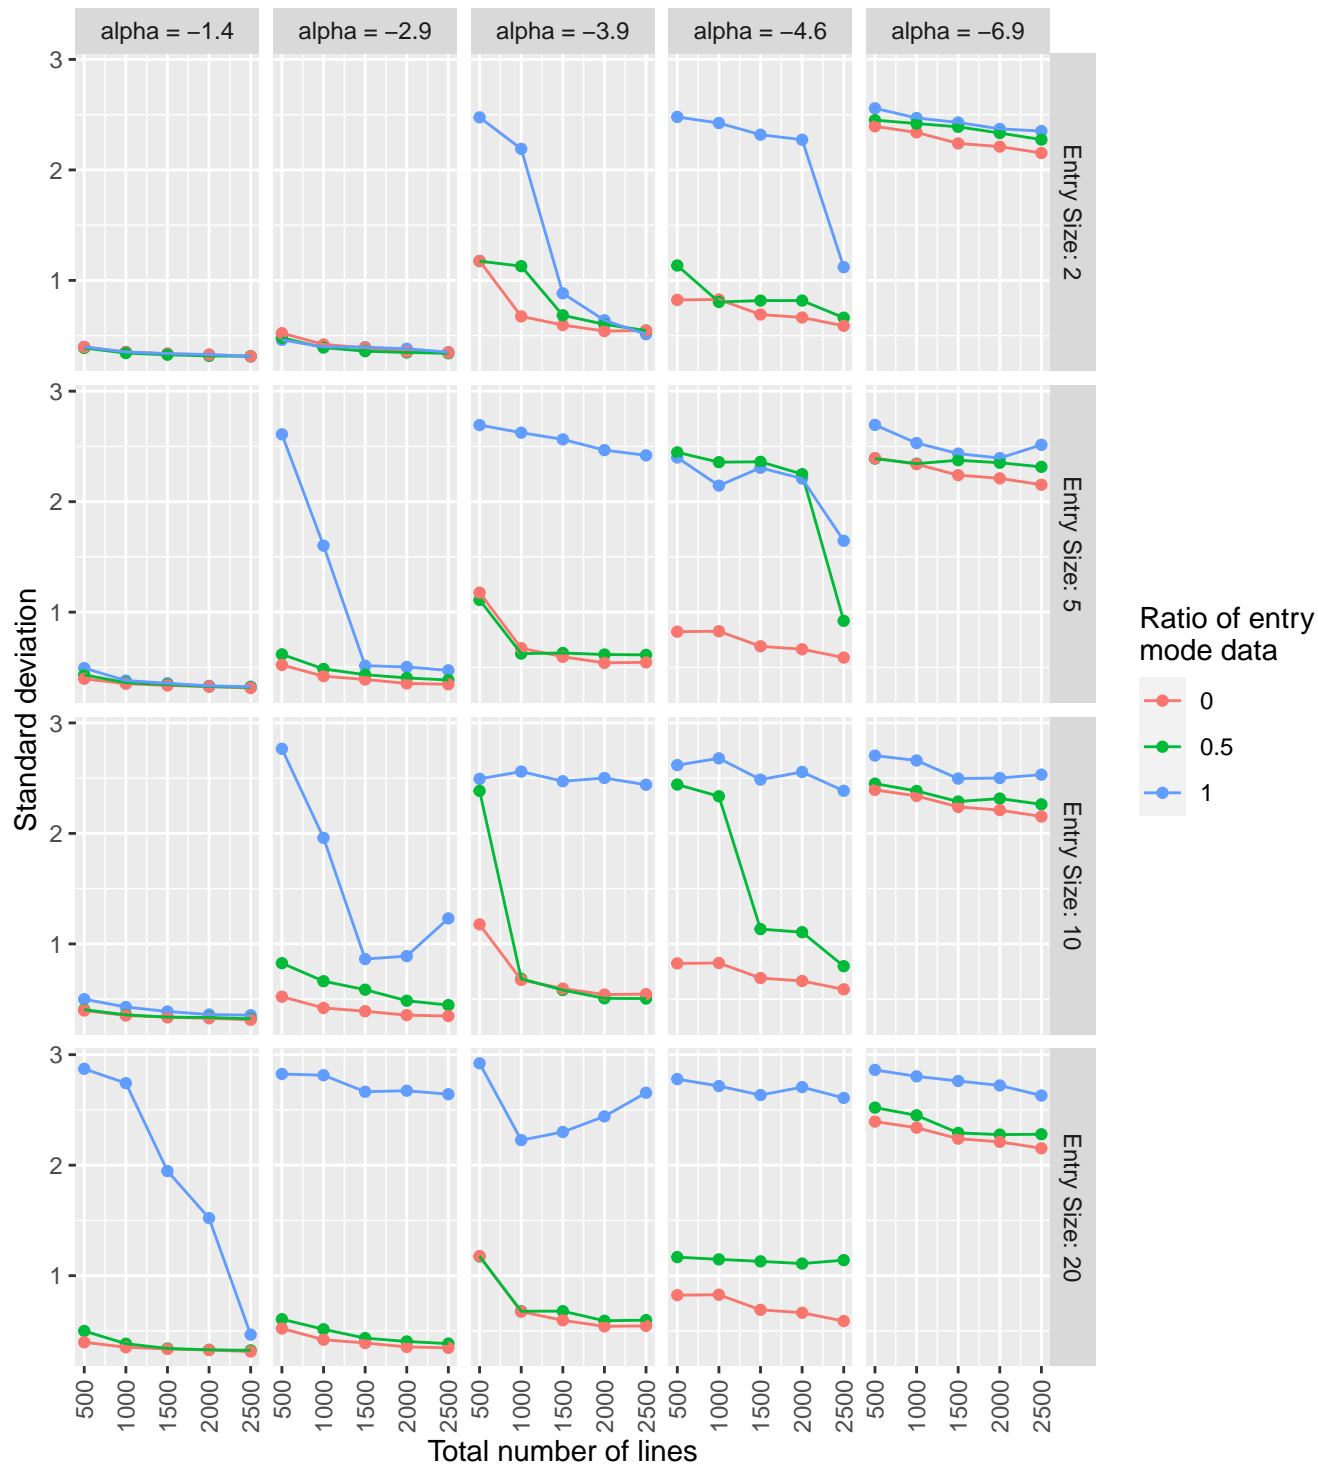 alpha = −1.4
alpha = −2.9
alpha = −3.9
alpha = −4.6
alpha = −6.9
3
2
1
Entry Size: 2
3
2
1
Entry Size: 5
3
2
1
Entry Size: 10
3
2
1
Entry Size: 20
Standard deviation
500 1000 1500 2000 2500
500 1000 1500 2000 2500
500 1000 1500 2000 2500
500 1000 1500 2000 2500
500 1000 1500 2000 2500
Total number of lines
Ratio of entry
mode data
0
0.5
1